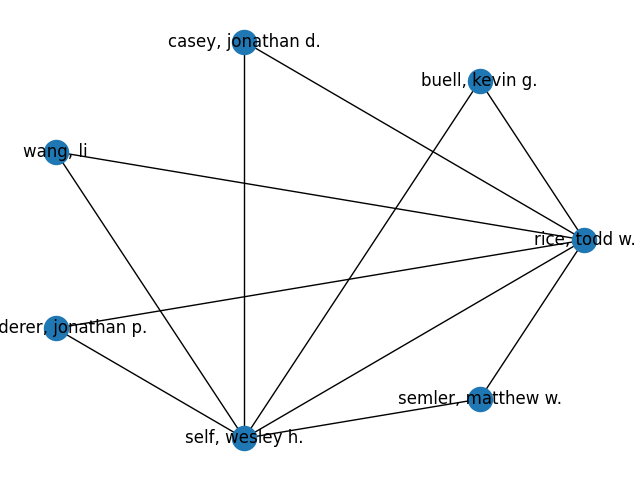 casey, jonathan d.
buell, kevin g.
wang, li
rice, todd w.
derer, jonathan p.
semler, matthew w.
self, wesley h.